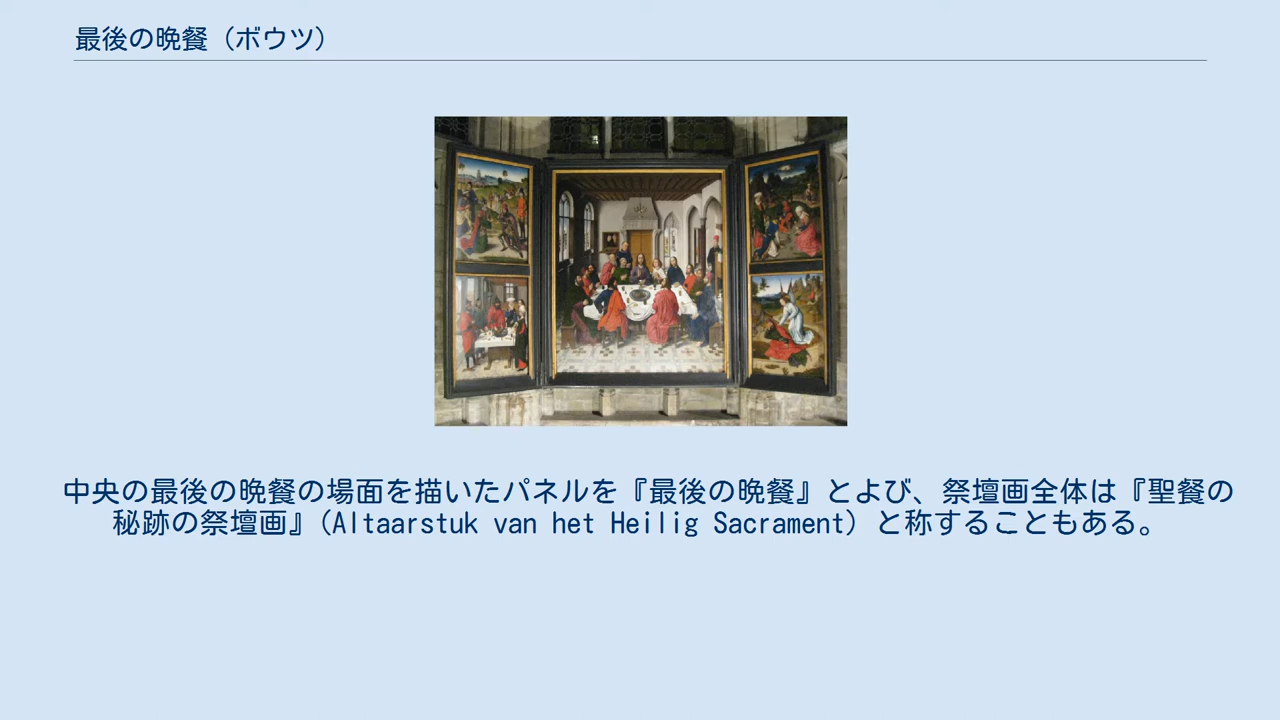 最後の晩餐（ボウツ）
中央の最後の晩餐の場面を描いたパネルを『最後の晩餐』とよび、祭壇画全体は『聖餐の
秘跡の祭壇画』（Altaarstuk van het Heilig Sacrament）と称することもある。